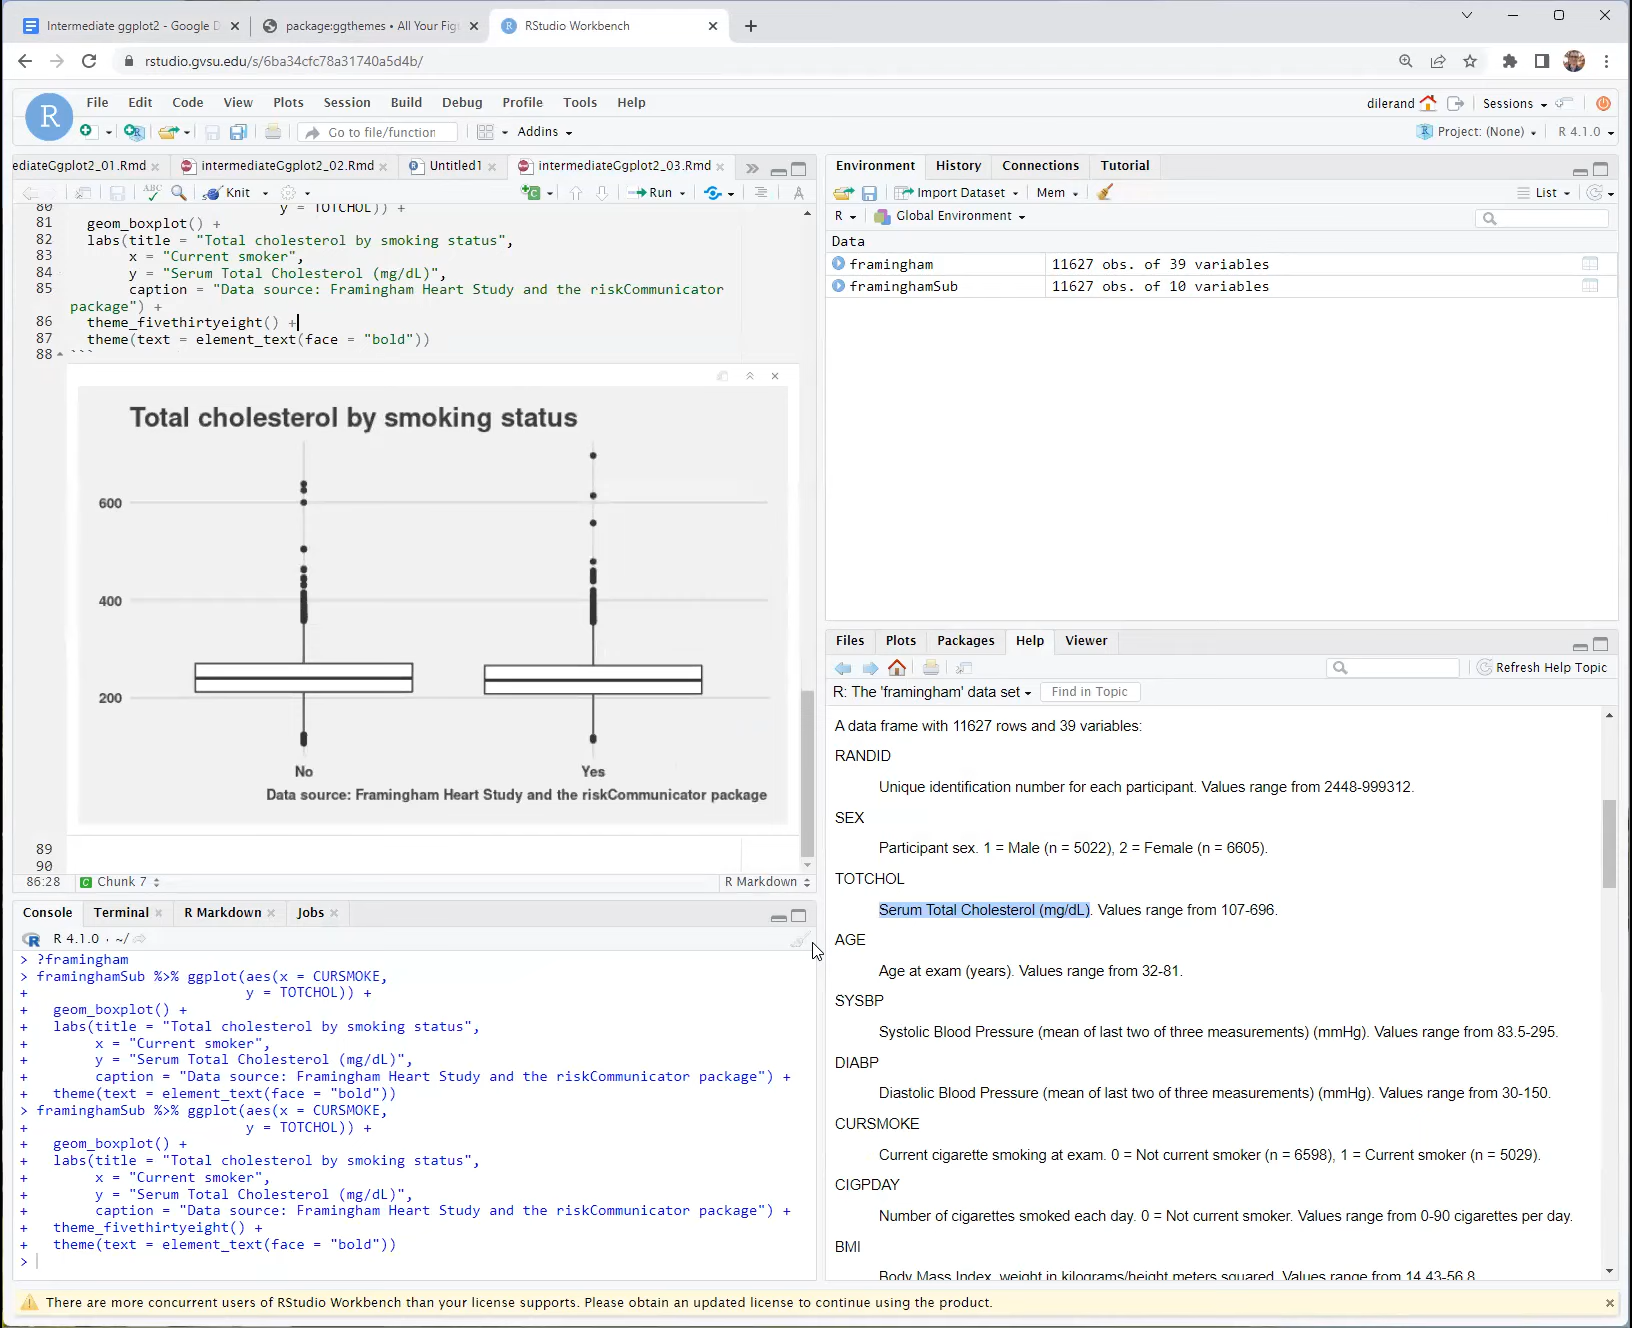 Intermediate ggplot2 - Google D
package:ggthemes • All Your Fig
RStudio Workbench
rstudio.gvsu.edu/s/6ba34cfc78a31740a5d4b/
File Edit Code View Plots Session Build Debug Profile Tools Help
dilerand
Sessions
Go to file/function
Addins
Project: (None)
R 4.1.0
ediateGgplot2_01.Rmd
intermediateGgplot2_02.Rmd
Untitled1
intermediateGgplot2_03.Rmd
Knit
Run
80 y = TOTCHOL)) +
81 geom_boxplot() +
82 labs(title = "Total cholesterol by smoking status",
83 x = "Current smoker",
84 y = "Serum Total Cholesterol (mg/dL)",
85 caption = "Data source: Framingham Heart Study and the riskCommunicator
package") +
86 theme_fivethirtyeight() +
87 theme(text = element_text(face = "bold"))
88 ```
Total cholesterol by smoking status
600
400
200
No Yes
Data source: Framingham Heart Study and the riskCommunicator package
89
90
86:28 Chunk 7 R Markdown
Console Terminal R Markdown Jobs
R 4.1.0 · ~/
> ?framingham
> framinghamSub %>% ggplot(aes(x = CURSMOKE,
+ y = TOTCHOL)) +
+ geom_boxplot() +
+ labs(title = "Total cholesterol by smoking status",
+ x = "Current smoker",
+ y = "Serum Total Cholesterol (mg/dL)",
+ caption = "Data source: Framingham Heart Study and the riskCommunicator package") +
+ theme(text = element_text(face = "bold"))
> framinghamSub %>% ggplot(aes(x = CURSMOKE,
+ y = TOTCHOL)) +
+ geom_boxplot() +
+ labs(title = "Total cholesterol by smoking status",
+ x = "Current smoker",
+ y = "Serum Total Cholesterol (mg/dL)",
+ caption = "Data source: Framingham Heart Study and the riskCommunicator package") +
+ theme_fivethirtyeight() +
+ theme(text = element_text(face = "bold"))
>
Environment History Connections Tutorial
Import Dataset
Mem
List
R
Global Environment
Data
framingham 11627 obs. of 39 variables
framinghamSub 11627 obs. of 10 variables
Files Plots Packages Help Viewer
Refresh Help Topic
R: The 'framingham' data set
Find in Topic
A data frame with 11627 rows and 39 variables:
RANDID
Unique identification number for each participant. Values range from 2448-999312.
SEX
Participant sex. 1 = Male (n = 5022), 2 = Female (n = 6605).
TOTCHOL
Serum Total Cholesterol (mg/dL). Values range from 107-696.
AGE
Age at exam (years). Values range from 32-81.
SYSBP
Systolic Blood Pressure (mean of last two of three measurements) (mmHg). Values range from 83.5-295.
DIABP
Diastolic Blood Pressure (mean of last two of three measurements) (mmHg). Values range from 30-150.
CURSMOKE
Current cigarette smoking at exam. 0 = Not current smoker (n = 6598), 1 = Current smoker (n = 5029).
CIGPDAY
Number of cigarettes smoked each day. 0 = Not current smoker. Values range from 0-90 cigarettes per day.
BMI
Body Mass Index, weight in kilograms/height meters squared. Values range from 14.43-56.8
There are more concurrent users of RStudio Workbench than your license supports. Please obtain an updated license to continue using the product.